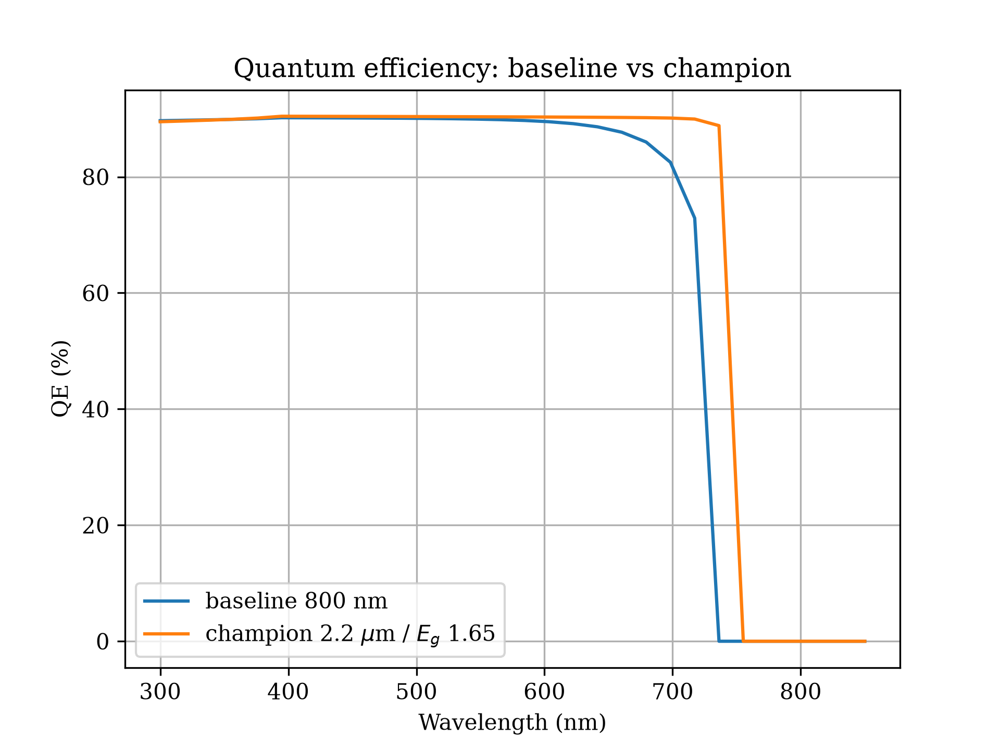 Quantum efficiency: baseline vs champion
QE (%)
80
60
40
20
0
baseline 800 nm
champion 2.2 μm / E_g 1.65
300 400 500 600 700 800
Wavelength (nm)